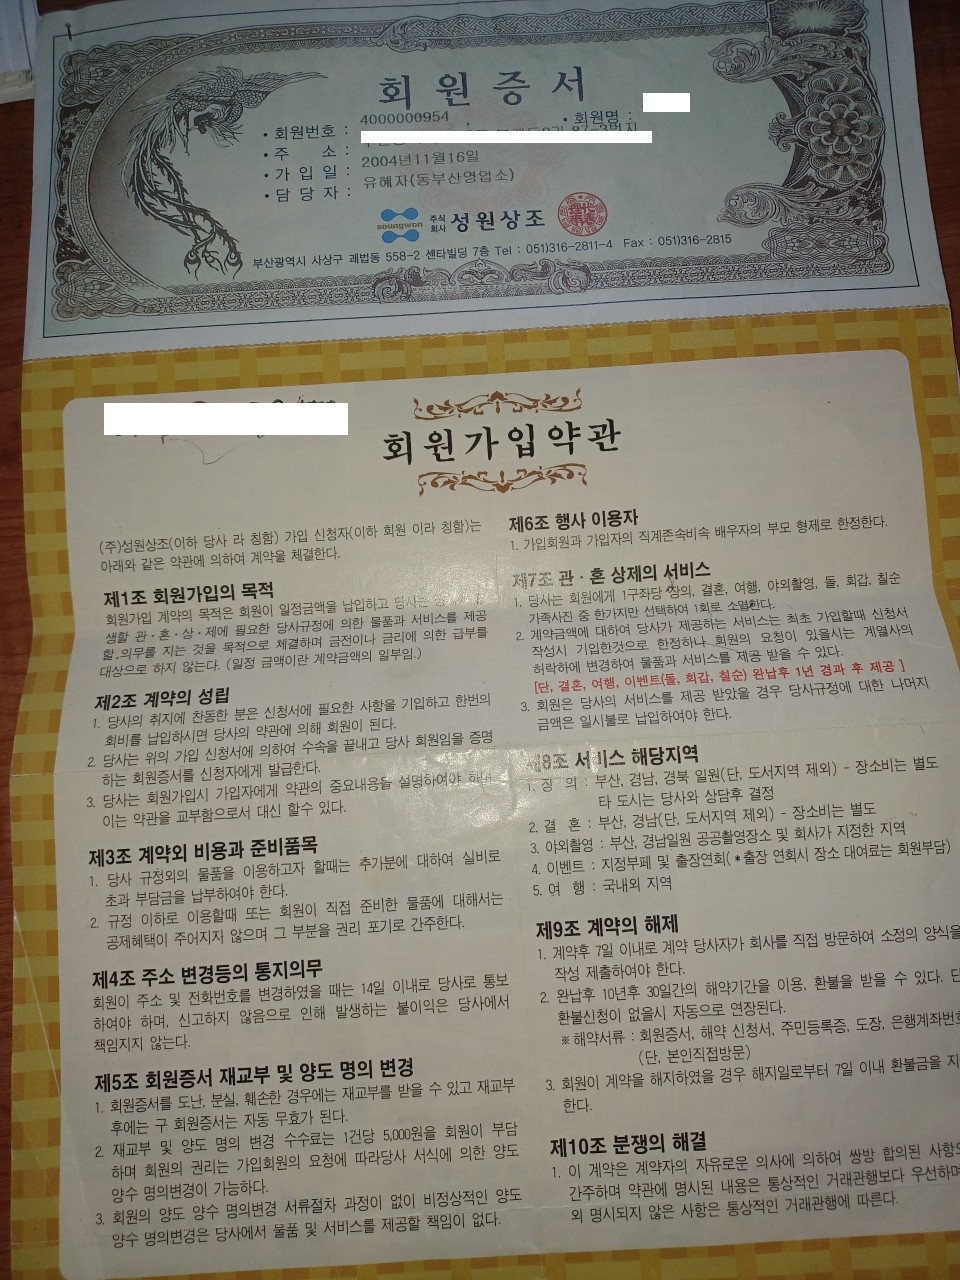 회원증서
• 회원번호 : 4000000954 , • 회원명 :
• 주 소 :
• 가입일 : 2004년11월16일
• 담당자 : 유혜자(동부산영업소)
soungwon 주식회사 성원상조
부산광역시 사상구 괘법동 558-2 센타빌딩 7층 Tel : 051)316-2811-4 Fax : 051)316-2815
회원가입약관
(주)성원상조(이하 당사 라 칭함) 가입 신청자(이하 회원 이라 칭함)는
아래와 같은 약관에 의하여 계약을 체결한다.
제1조 회원가입의 목적
회원가입 계약의 목적은 회원이 일정금액을 납입하고 당사는
생활 관·혼·상·제에 필요한 당사규정에 의한 물품과 서비스를 제공
할 의무를 지는 것을 목적으로 체결하며 금전이나 금리에 의한 급부를
대상으로 하지 않는다. (일정 금액이란 계약금액의 일부임.)
제2조 계약의 성립
1. 당사의 취지에 찬동한 분은 신청서에 필요한 사항을 기입하고 한번의
회비를 납입하시면 당사의 약관에 의해 회원이 된다.
2. 당사는 위의 가입 신청서에 의하여 수속을 끝내고 당사 회원임을 증명
하는 회원증서를 신청자에게 발급한다.
3. 당사는 회원가입시 가입자에게 약관의 중요내용을 설명하여야 하며
이는 약관을 교부함으로서 대신 할수 있다.
제3조 계약외 비용과 준비품목
1. 당사 규정외의 물품을 이용하고자 할때는 추가분에 대하여 실비로
초과 부담금을 납부하여야 한다.
2. 규정 이하로 이용할때 또는 회원이 직접 준비한 물품에 대해서는
공제혜택이 주어지자 않으며 그 부분을 권리 포기로 간주한다.
제4조 주소 변경등의 통지의무
회원이 주소 및 전화번호를 변경하였을 때는 14일 이내로 당사로 통보
하여야 하며, 신고하지 않음으로 인해 발생하는 불이익은 당사에서
책임지지 않는다.
제5조 회원증서 재교부 및 양도 명의 변경
1. 회원증서를 도난, 분실, 훼손한 경우에는 재교부를 받을 수 있고 재교부
후에는 구 회원증서는 자동 무효가 된다.
2. 재교부 및 양도 명의 변경 수수료는 1건당 5,000원을 회원이 부담
하며 회원의 권리는 가입회원의 요청에 따라당사 서식에 의한 양도
양수 명의변경이 가능하다.
3. 회원의 양도 양수 명의변경 서류절차 과정이 없이 비정상적인 양도
양수 명의변경은 당사에서 물품 및 서비스를 제공할 책임이 없다.
제6조 행사 이용자
1. 가입회원과 가입자의 직계존속비속 배우자의 부모 형제로 한정한다.
제7조 관·혼 상제의 서비스
1. 당사는 회원에게 1구좌당 장의, 결혼, 여행, 야외촬영, 돌, 회갑, 칠순
가족사진 중 한가지만 선택하여 1회로 소멸한다.
2. 계약금액에 대하여 당사가 제공하는 서비스는 최초 가입할때 신청서
작성시 기입한것으로 한정하나 회원의 요청이 있을시는 계열사의
허락하에 변경하여 물품과 서비스를 제공 받을 수 있다.
[단, 결혼, 여행, 이벤트(돌, 회갑, 칠순) 완납후 1년 경과 후 제공 ]
3. 회원은 당사의 서비스를 제공 받았을 경우 당사규정에 대한 나머지
금액은 일시불로 납입하여야 한다.
제8조 서비스 해당지역
1. 장 의 : 부산, 경남, 경북 일원(단, 도서지역 제외) - 장소비는 별도
타 도시는 당사와 상담후 결정
2. 결 혼 : 부산, 경남(단, 도서지역 제외) - 장소비는 별도
3. 야외촬영 : 부산, 경남일원 공공촬영장소 및 회사가 지정한 지역
4. 이벤트 : 지정부페 및 출장연회( *출장 연회시 장소 대여료는 회원부담)
5. 여 행 : 국내외 지역
제9조 계약의 해제
1. 계약후 7일 이내로 계약 당사자가 회사를 직접 방문하여 소정의 양식을
작성 제출하여야 한다.
2. 완납후 10년후 30일간의 해약기간을 이용, 환불을 받을 수 있다. 단
환불신청이 없을시 자동으로 연장된다.
※ 해약서류 : 회원증서, 해약 신청서, 주민등록증, 도장, 은행계좌번호
(단, 본인직접방문)
3. 회원이 계약을 해지하였을 경우 해지일로부터 7일 이내 환불금을 지
한다.
제10조 분쟁의 해결
1. 이 계약은 계약자의 자유로운 의사에 의하여 쌍방 합의된 사항으
간주하며 약관에 명시된 내용은 통상적인 거래관행보다 우선하며
외 명시되지 않은 사항은 통상적인 거래관행에 따른다.